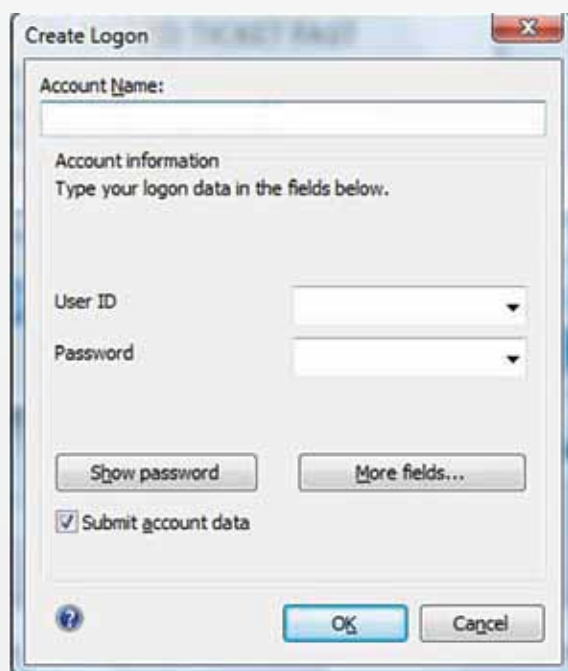 Create Logon
Account Name:
Account information
Type your logon data in the fields below.
User ID
Password
Show password
More fields...
Submit account data
OK
Cancel